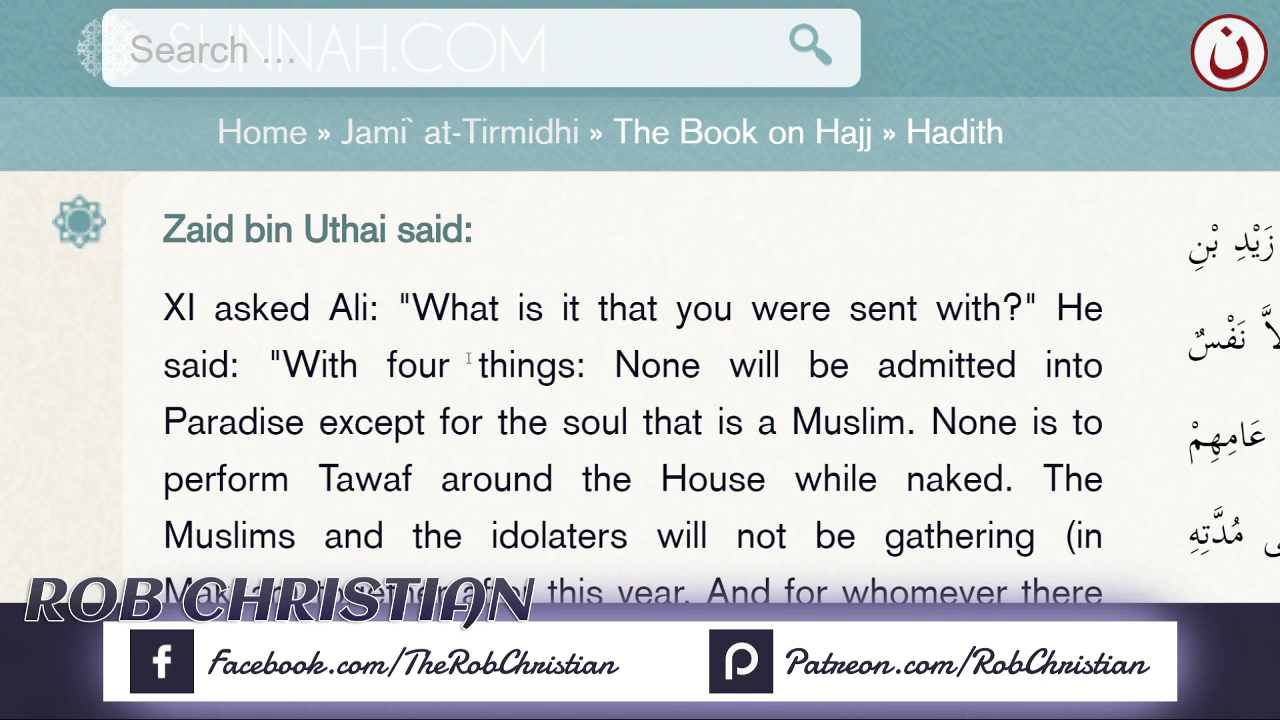 SUNNAH.COM
Search ...
ن
Home » Jami` at-Tirmidhi » The Book on Hajj » Hadith
Zaid bin Uthai said:
زَيْدِ بْنِ
XI asked Ali: "What is it that you were sent with?" He
said: "With four things: None will be admitted into
نَفْسٌ
Paradise except for the soul that is a Muslim. None is to
عَامِهِمْ
perform Tawaf around the House while naked. The
Muslims and the idolaters will not be gathering (in
مُدَّتِهِ
this year. And for whomever there
ROB CHRISTIAN
f Facebook.com/TheRobChristian
Patreon.com/RobChristian